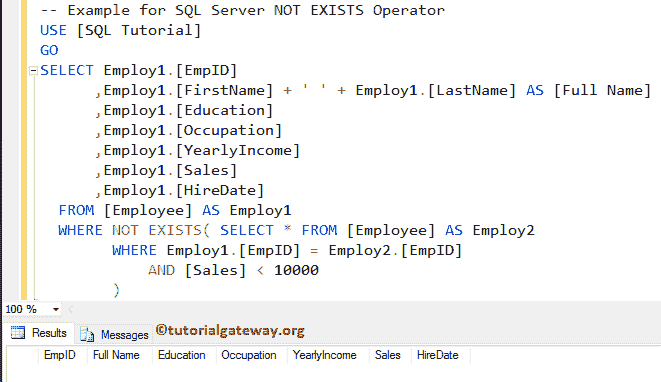 -- Example for SQL Server NOT EXISTS Operator
USE [SQL Tutorial]
GO
SELECT Employ1.[EmpID]
,Employ1.[FirstName] + ' ' + Employ1.[LastName] AS [Full Name]
,Employ1.[Education]
,Employ1.[Occupation]
,Employ1.[YearlyIncome]
,Employ1.[Sales]
,Employ1.[HireDate]
FROM [Employee] AS Employ1
WHERE NOT EXISTS( SELECT * FROM [Employee] AS Employ2
WHERE Employ1.[EmpID] = Employ2.[EmpID]
AND [Sales] < 10000
)
100 %
Results Messages ©tutorialgateway.org
EmpID Full Name Education Occupation YearlyIncome Sales HireDate